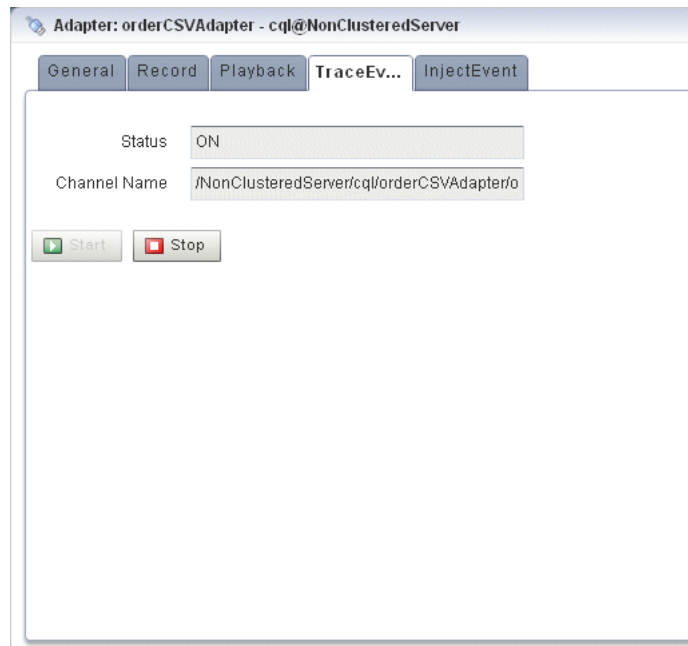 Adapter: orderCSVAdapter - cql@NonClusteredServer
General Record Playback TraceEv... InjectEvent
Status ON
Channel Name /NonClusteredServer/cql/orderCSVAdapter/o
Start Stop